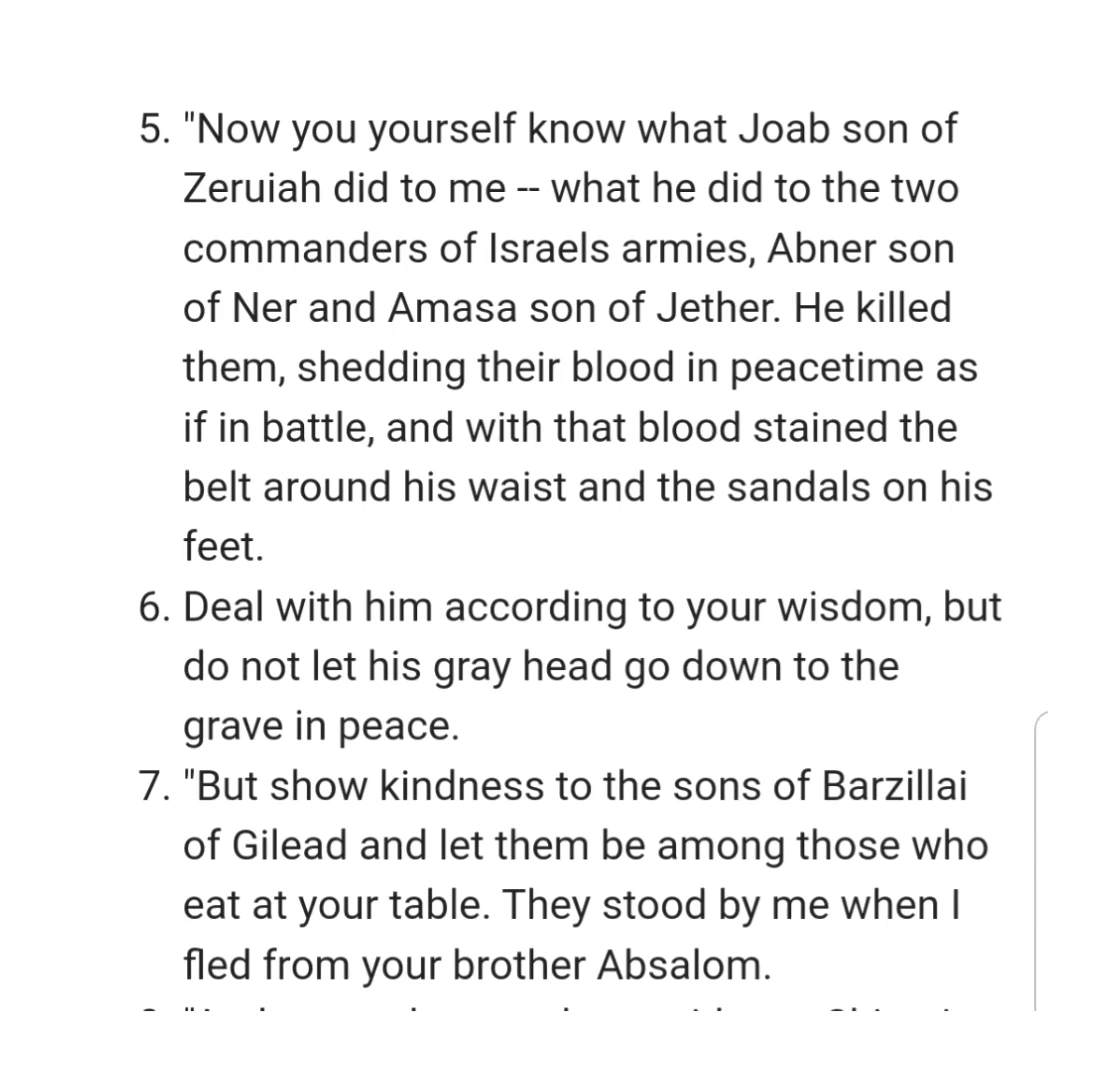 5. "Now you yourself know what Joab son of
Zeruiah did to me -- what he did to the two
commanders of Israels armies, Abner son
of Ner and Amasa son of Jether. He killed
them, shedding their blood in peacetime as
if in battle, and with that blood stained the
belt around his waist and the sandals on his
feet.
6. Deal with him according to your wisdom, but
do not let his gray head go down to the
grave in peace.
7. "But show kindness to the sons of Barzillai
of Gilead and let them be among those who
eat at your table. They stood by me when I
fled from your brother Absalom.